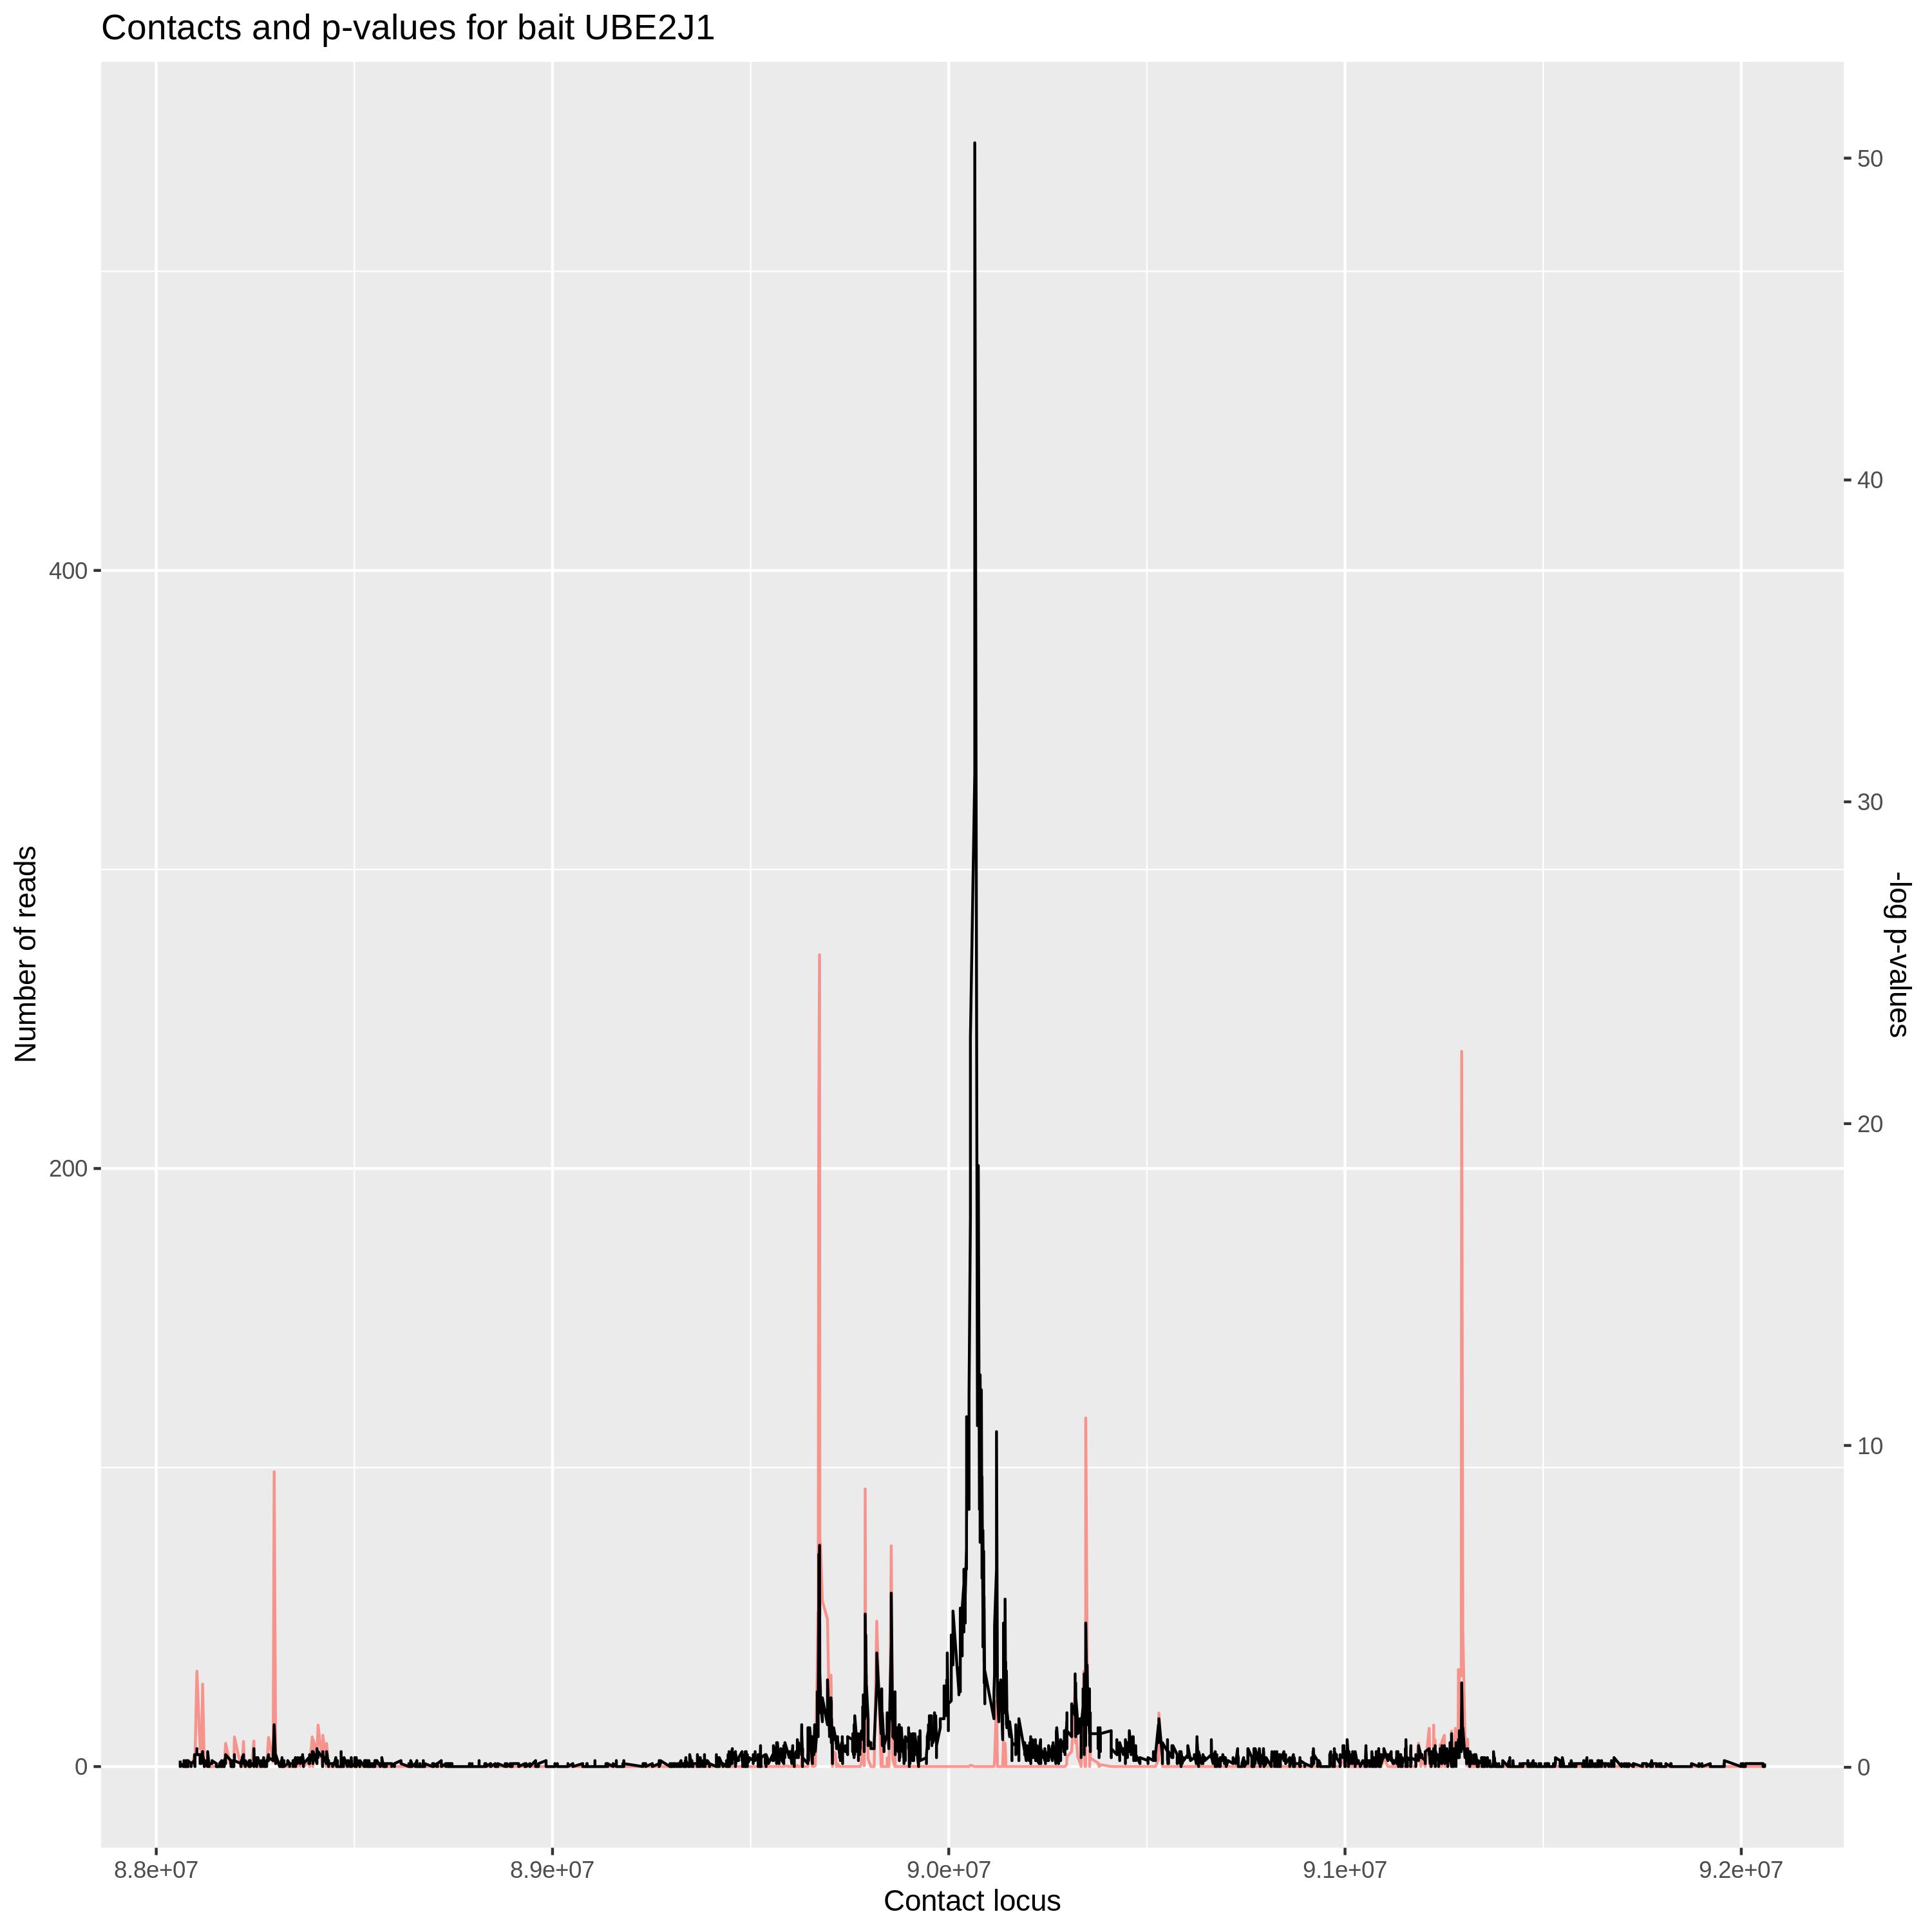 Contacts and p-values for bait UBE2J1
Number of reads
400
200
0
50
40
30
20
10
0
-log p-values
8.8e+07
8.9e+07
9.0e+07
9.1e+07
9.2e+07
Contact locus